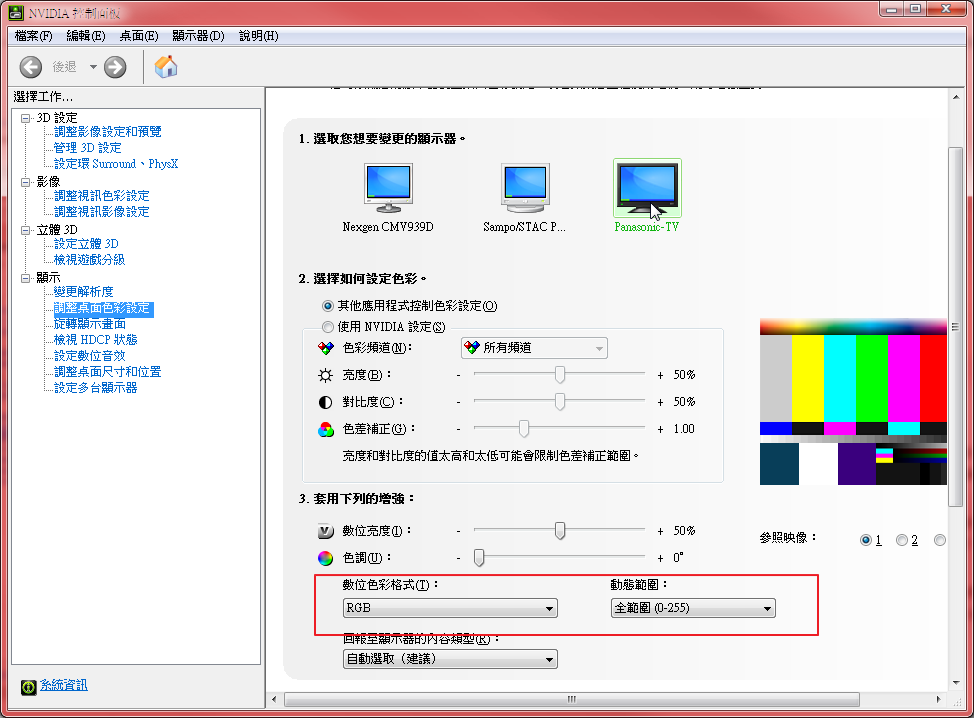 NVIDIA 控制面板
檔案(F) 編輯(E) 桌面(E) 顯示器(D) 說明(H)
後退
選擇工作...
3D 設定
調整影像設定和預覽
管理 3D 設定
設定環 Surround、PhysX
影像
調整視訊色彩設定
調整視訊影像設定
立體 3D
設定立體 3D
檢視遊戲分級
顯示
變更解析度
調整桌面色彩設定
旋轉顯示畫面
檢視 HDCP 狀態
設定數位音效
調整桌面尺寸和位置
設定多台顯示器
系統資訊
1. 選取您想要變更的顯示器。
Nexgen CMV939D
Sampo/STAC P...
Panasonic-TV
2. 選擇如何設定色彩。
其他應用程式控制色彩設定(O)
使用 NVIDIA 設定(S)
色彩頻道(N): 所有頻道
亮度(B): - + 50%
對比度(C): - + 50%
色差補正(G): - + 1.00
亮度和對比度的值太高和太低可能會限制色差補正範圍。
3. 套用下列的增強:
數位亮度(I): - + 50%
色調(U): - + 0°
數位色彩格式(T): 動態範圍:
RGB 全範圍 (0-255)
回報至顯示器的內容類型(R):
自動選取（建議）
參照映像: 1 2